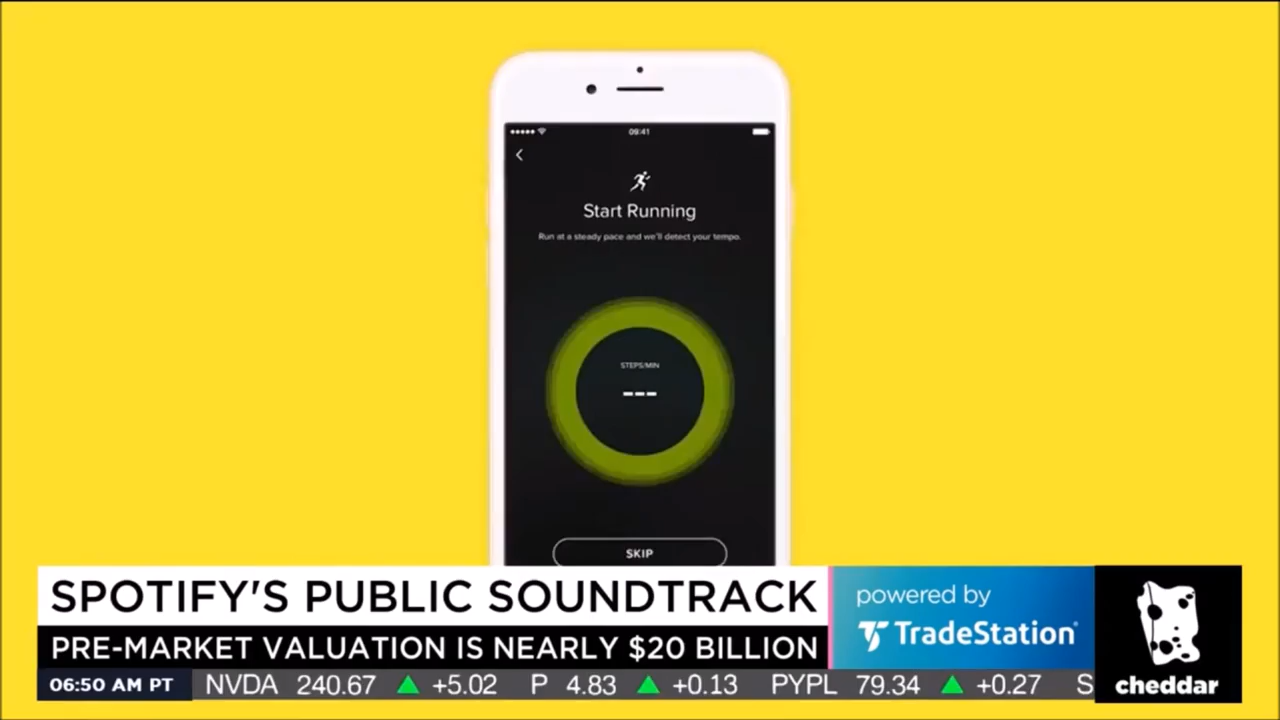 09:41
Start Running
Run at a steady pace and we'll detect your tempo.
STEPS/MIN
---
SKIP
SPOTIFY'S PUBLIC SOUNDTRACK
PRE-MARKET VALUATION IS NEARLY $20 BILLION
powered by
TradeStation®
06:50 AM PT NVDA 240.67 ▲ +5.02 P 4.83 ▲ +0.13 PYPL 79.34 ▲ +0.27 S
cheddar